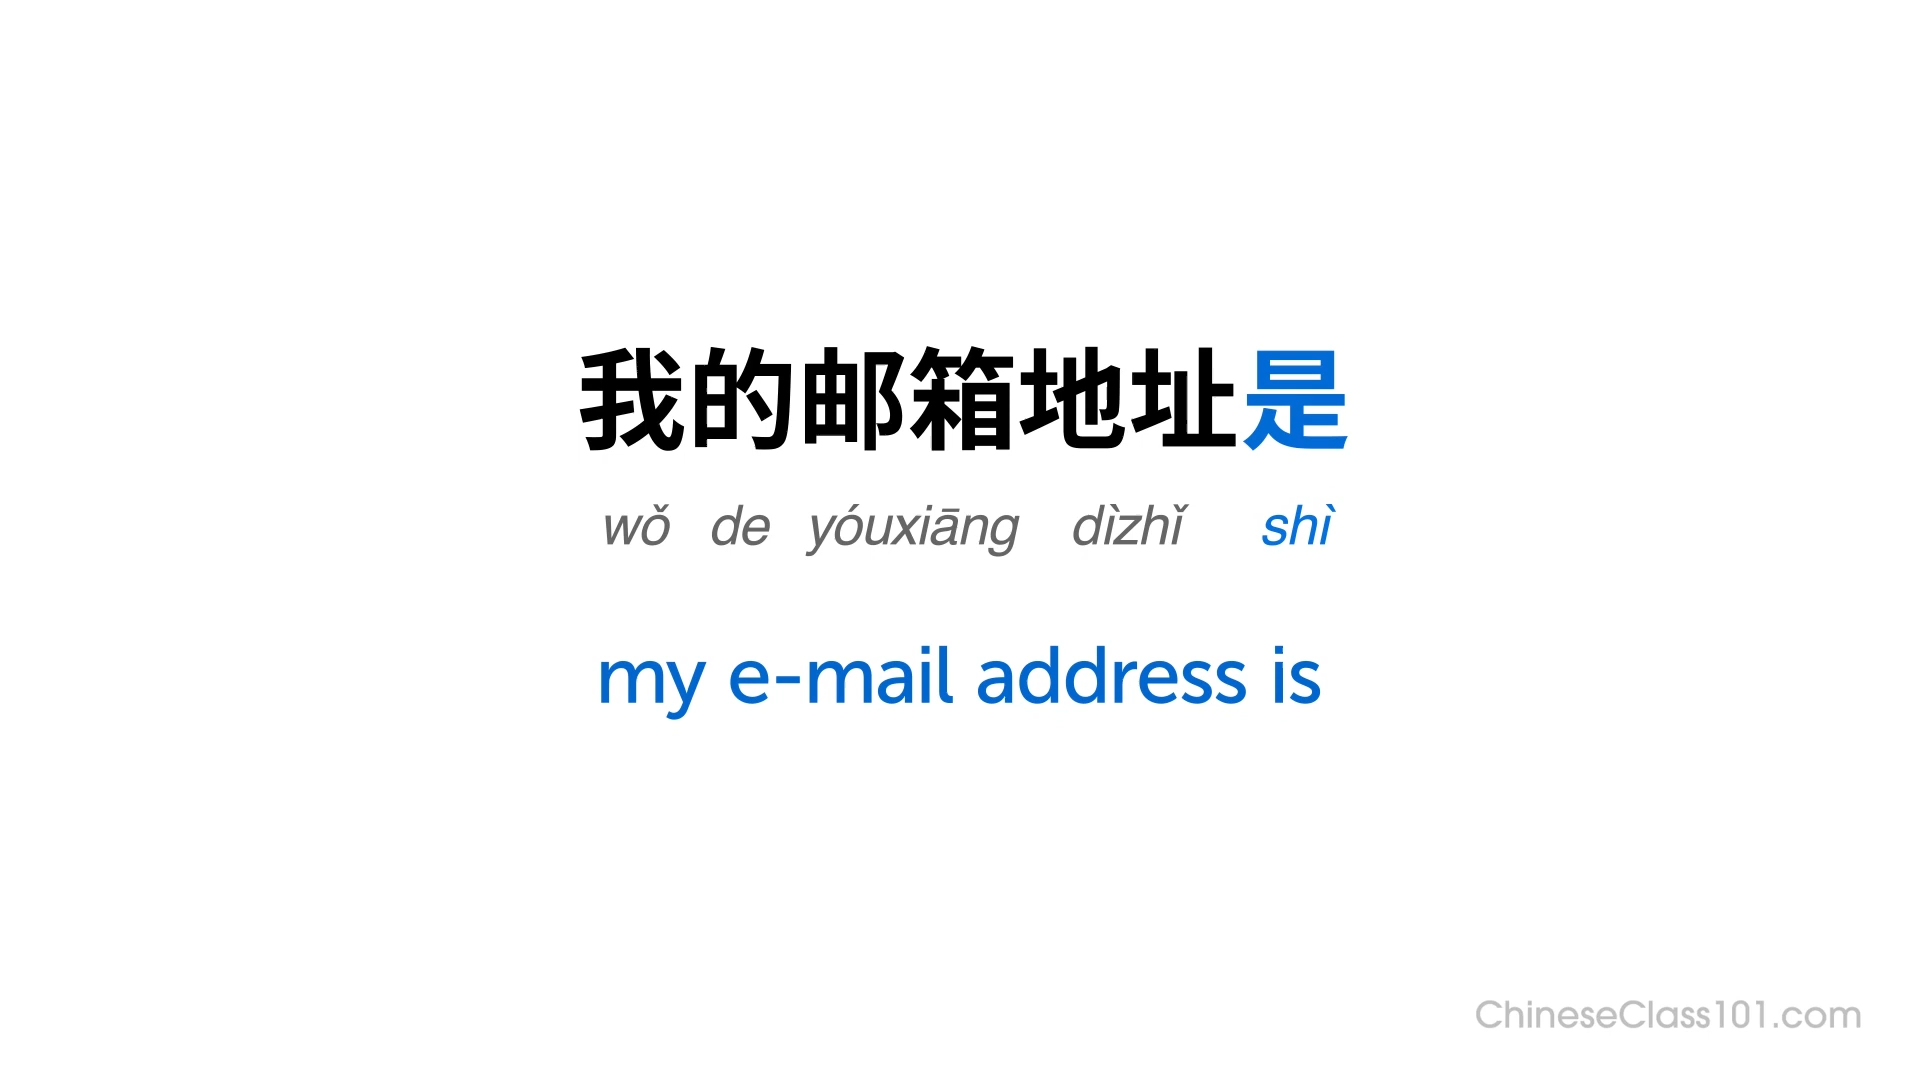 我的邮箱地址是
wǒ de yóuxiāng dìzhǐ shì
my e-mail address is
ChineseClass101.com